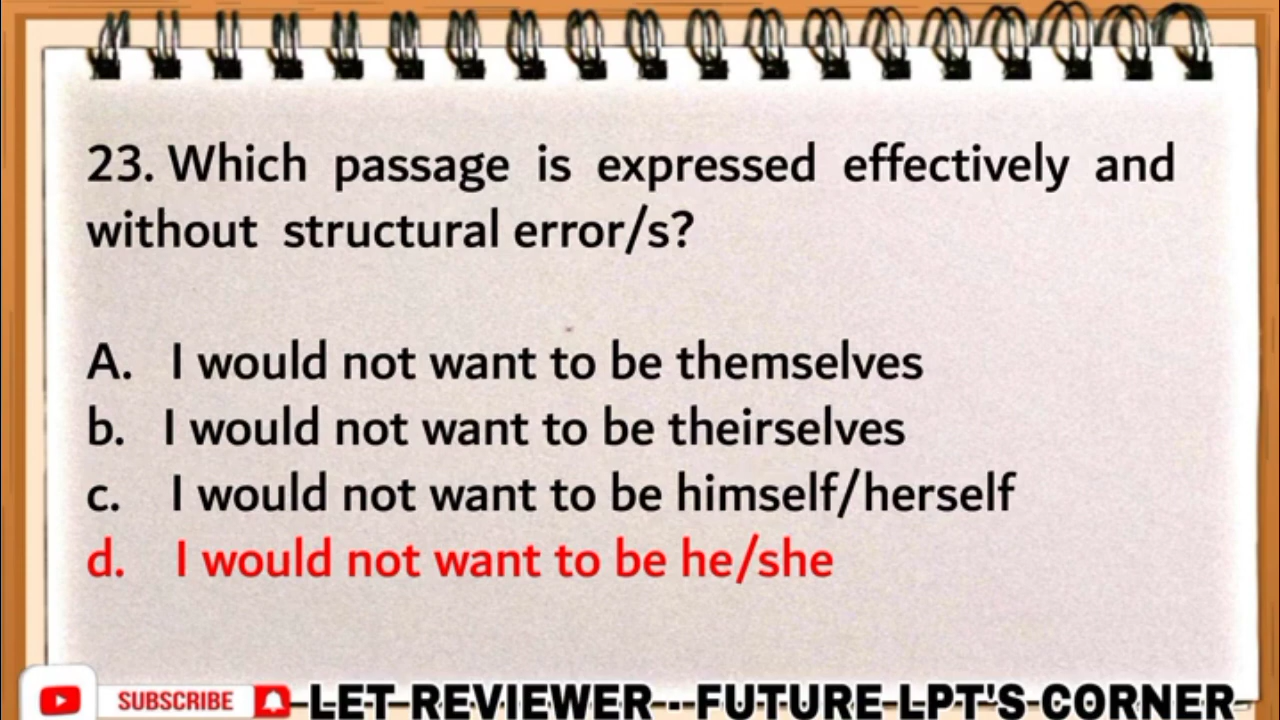 23. Which passage is expressed effectively and
without structural error/s?
A. I would not want to be themselves
b. I would not want to be theirselves
c. I would not want to be himself/herself
d. I would not want to be he/she
SUBSCRIBE LET REVIEWER - FUTURE LPT'S CORNER